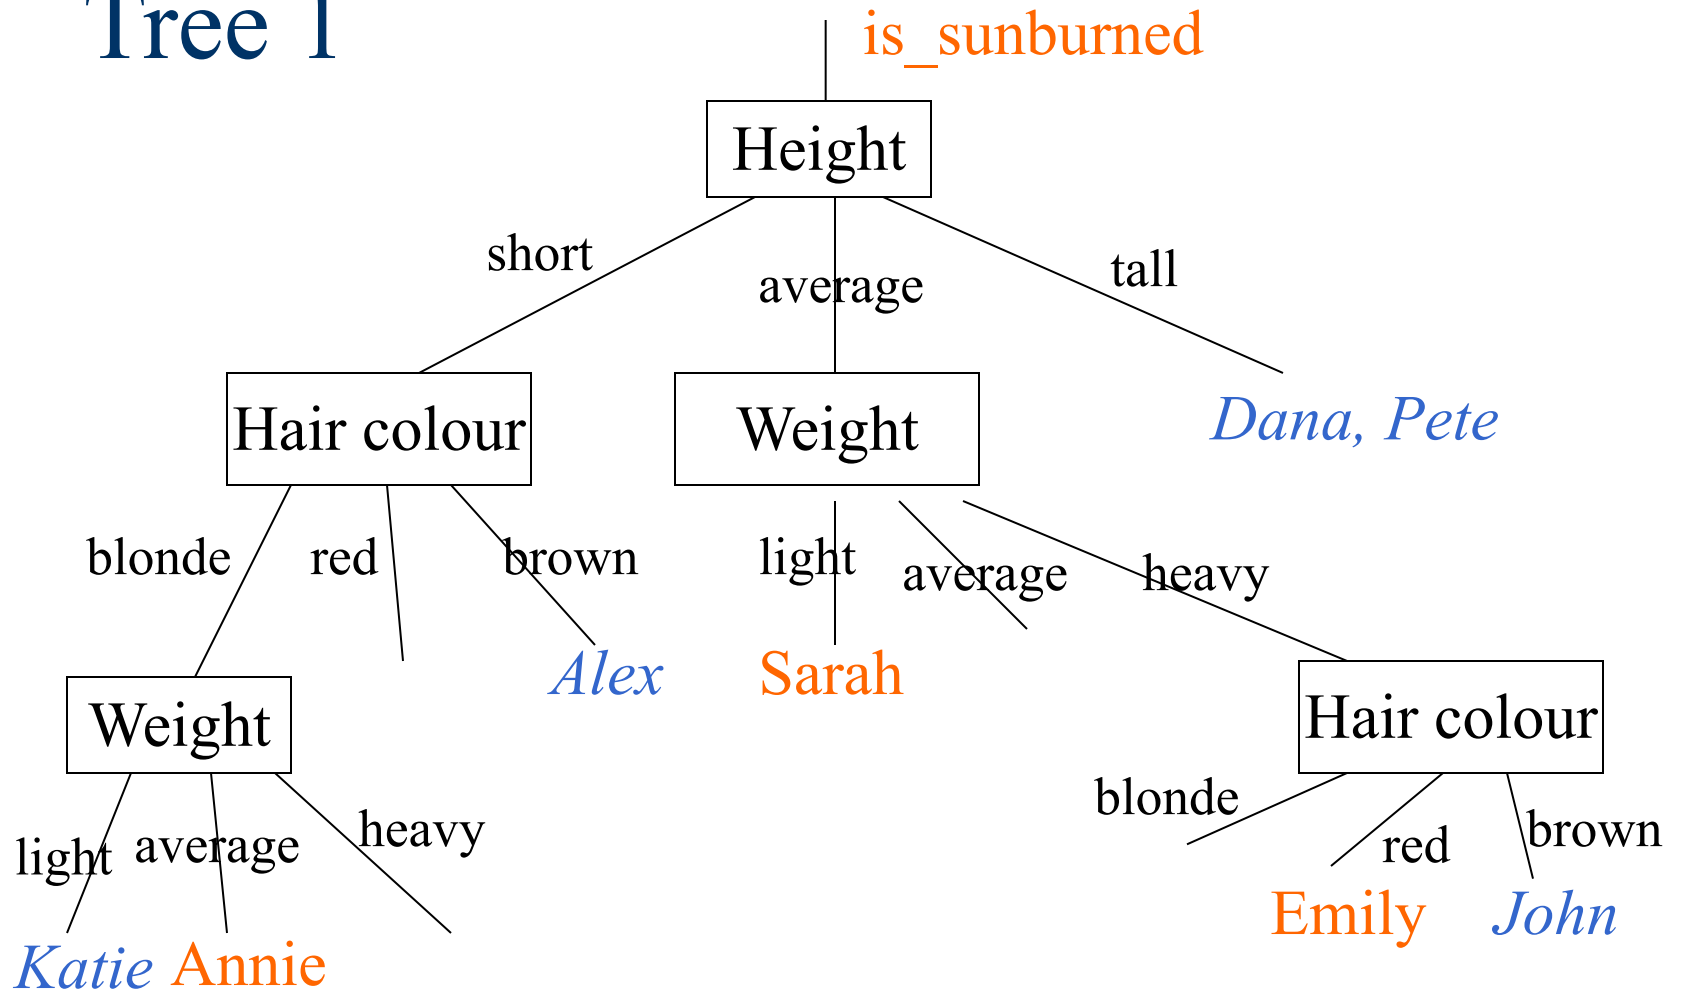 Tree 1
is_sunburned
Height
short
average
tall
Hair colour
Weight
Dana, Pete
blonde
red
brown
light
average
heavy
Alex
Sarah
Weight
Hair colour
light
average
heavy
blonde
red
brown
Katie
Annie
Emily
John